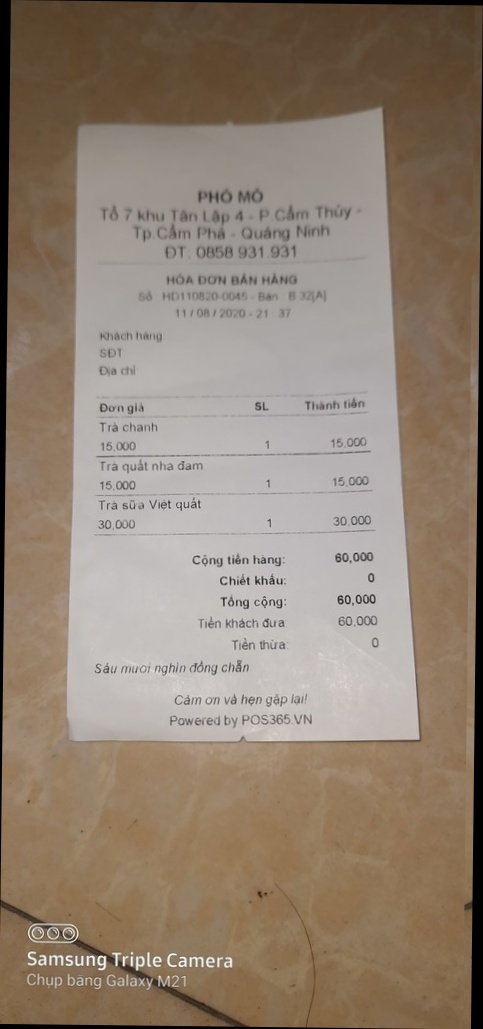 PHỐ MỎ
Tổ 7 khu Tân Lập 4 - P.Cẩm Thủy -
Tp.Cẩm Phả - Quảng Ninh
ĐT. 0858.931.931
HÓA ĐƠN BÁN HÀNG
Số : HD110820-0045 - Bàn : B 32[A]
11 / 08 / 2020 - 21 : 37
Khách hàng:
SĐT
Địa chỉ
Đơn giá SL Thành tiền
Trà chanh
15,000 1 15,000
Trà quất nha đam
15,000 1 15,000
Trà sữa Việt quất
30,000 1 30,000
Cộng tiền hàng: 60,000
Chiết khấu: 0
Tổng cộng: 60,000
Tiền khách đưa: 60,000
Tiền thừa: 0
Sáu mươi nghìn đồng chẵn
Cảm ơn và hẹn gặp lại!
Powered by POS365.VN
Samsung Triple Camera
Chụp bằng Galaxy M21